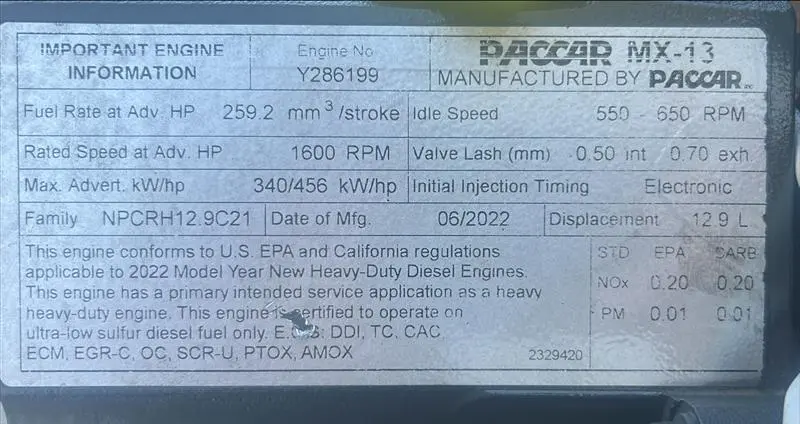 IMPORTANT ENGINE INFORMATION
Engine No
Y286199
PACCAR MX-13
MANUFACTURED BY PACCAR INC
Fuel Rate at Adv. HP 259.2 mm³/stroke
Idle Speed 550 - 650 RPM
Rated Speed at Adv. HP 1600 RPM
Valve Lash (mm) 0.50 int 0.70 exh
Max. Advert. kW/hp 340/456 kW/hp
Initial Injection Timing Electronic
Family NPCRH12.9C21
Date of Mfg. 06/2022
Displacement 12.9 L
This engine conforms to U.S. EPA and California regulations
applicable to 2022 Model Year New Heavy-Duty Diesel Engines.
This engine has a primary intended service application as a heavy
heavy-duty engine. This engine is certified to operate on
ultra-low sulfur diesel fuel only. DDI, TC, CAC,
ECM, EGR-C, OC, SCR-U, PTOX, AMOX
2329420
STD EPA CARB
NOx 0.20 0.20
PM 0.01 0.01